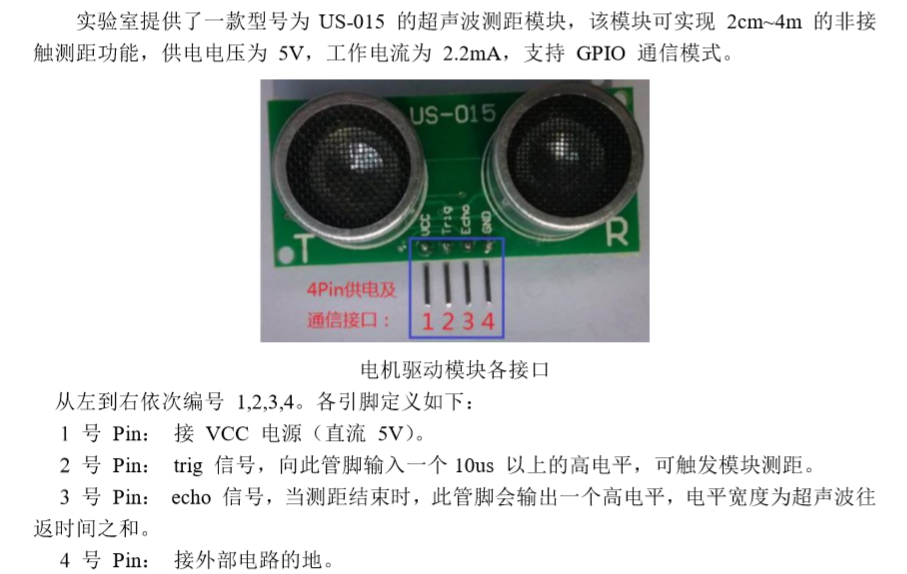 实验室提供了一款型号为 US-015 的超声波测距模块，该模块可实现 2cm~4m 的非接
触测距功能，供电电压为 5V，工作电流为 2.2mA，支持 GPIO 通信模式。
US-015
VCC
Trig
Echo
GND
T
R
4Pin供电及
通信接口： 1 2 3 4
电机驱动模块各接口
从左到右依次编号 1,2,3,4。各引脚定义如下：
1 号 Pin： 接 VCC 电源（直流 5V）。
2 号 Pin： trig 信号，向此管脚输入一个 10us 以上的高电平，可触发模块测距。
3 号 Pin： echo 信号，当测距结束时，此管脚会输出一个高电平，电平宽度为超声波往
返时间之和。
4 号 Pin： 接外部电路的地。